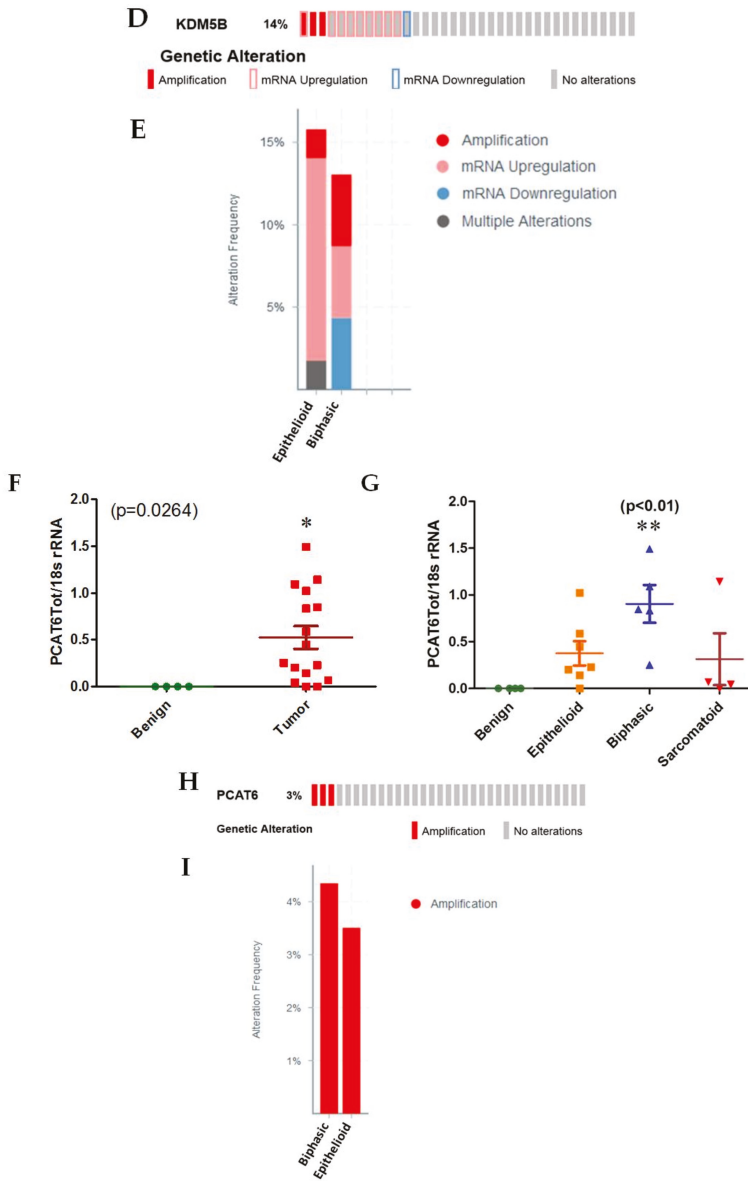 D
KDM5B 14%
Genetic Alteration
Amplification mRNA Upregulation mRNA Downregulation No alterations
E
15%
10%
5%
Alteration Frequency
Epithelioid
Biphasic
Amplification
mRNA Upregulation
mRNA Downregulation
Multiple Alterations
F
(p=0.0264)
*
PCAT6Tot/18s rRNA
2.0
1.5
1.0
0.5
0.0
Benign
Tumor
G
(p<0.01)
**
PCAT6Tot/18s rRNA
2.0
1.5
1.0
0.5
0.0
Benign
Epithelioid
Biphasic
Sarcomatoid
H
PCAT6 3%
Genetic Alteration Amplification No alterations
I
4%
3%
2%
1%
Alteration Frequency
Biphasic
Epithelioid
Amplification